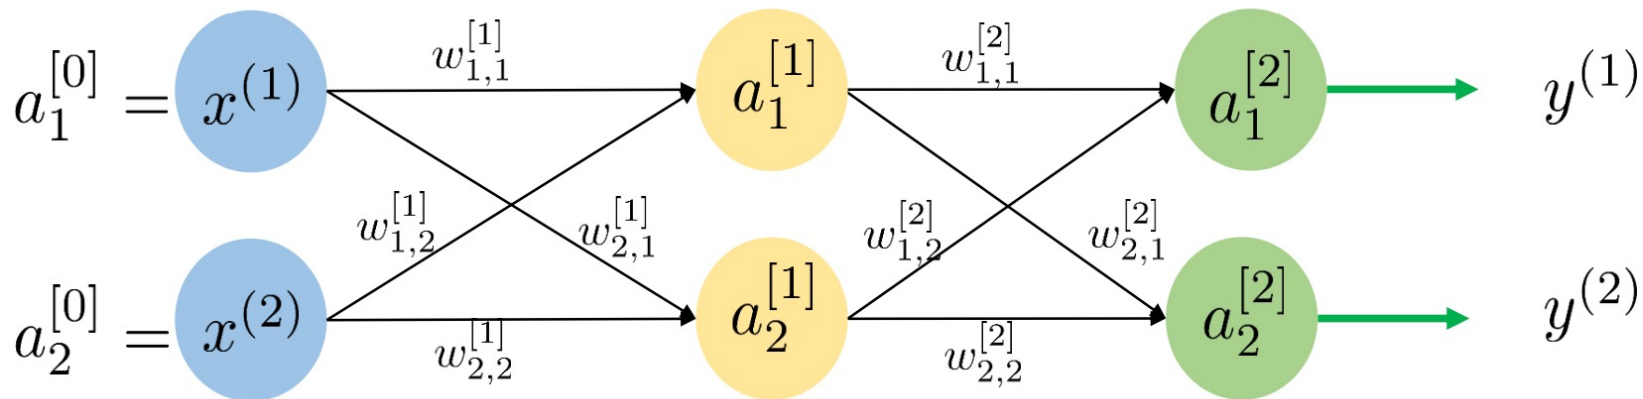 w_{1,1}^{[1]} w_{1,1}^{[2]}
a_1^{[0]} = x^{(1)} a_1^{[1]} a_1^{[2]} y^{(1)}
w_{1,2}^{[1]} w_{2,1}^{[1]} w_{1,2}^{[2]} w_{2,1}^{[2]}
a_2^{[0]} = x^{(2)} a_2^{[1]} a_2^{[2]} y^{(2)}
w_{2,2}^{[1]} w_{2,2}^{[2]}